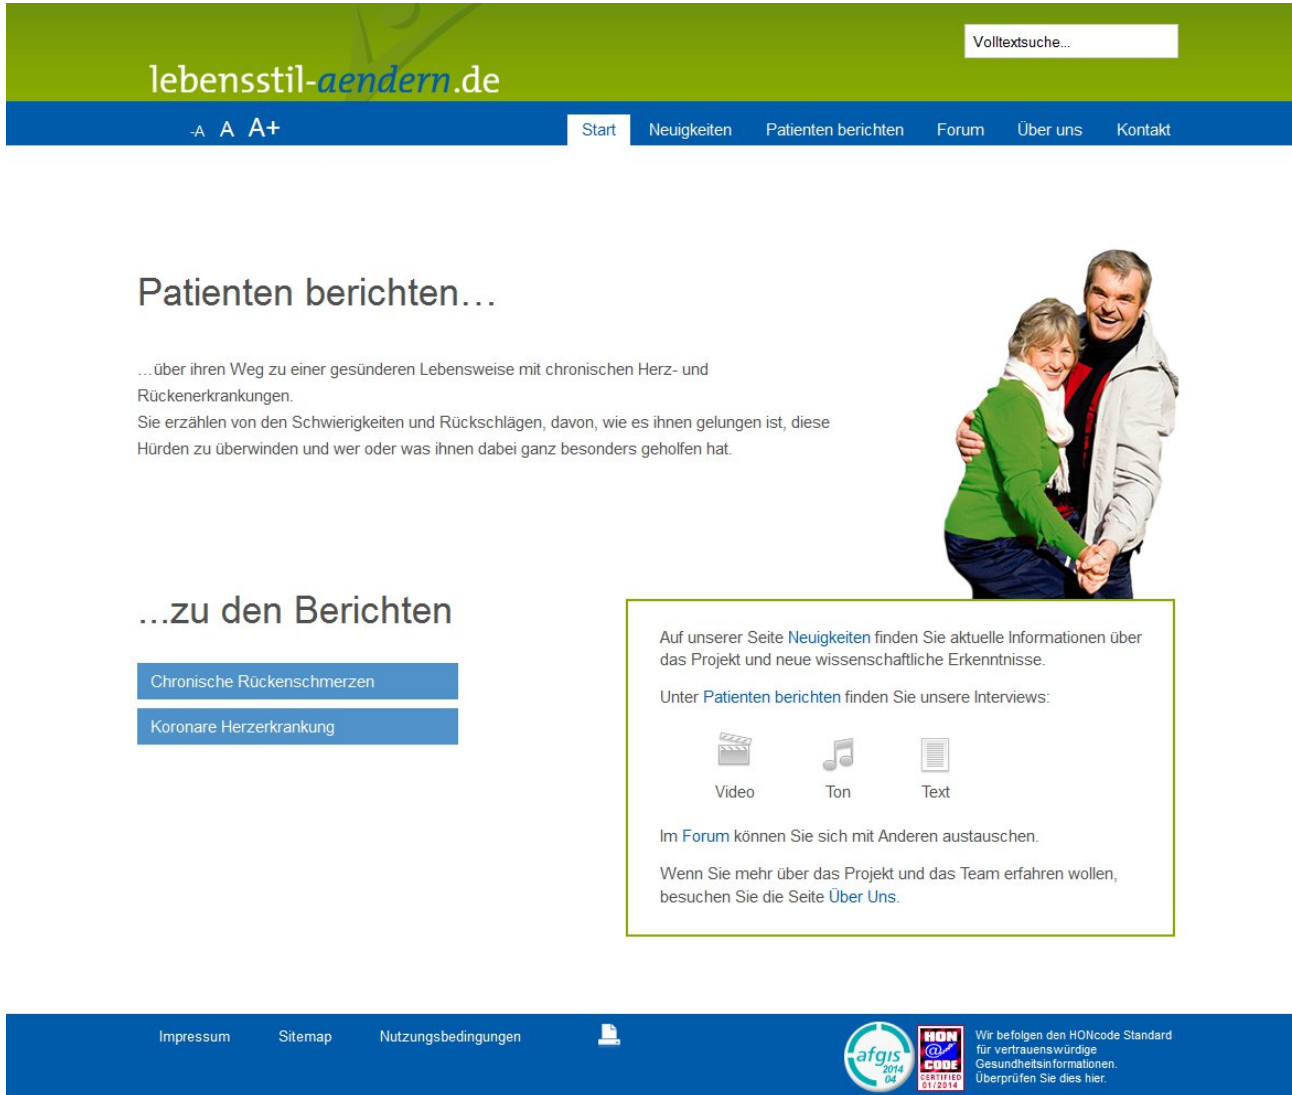 Volltextsuche...
lebensstil-aendern.de
-A A A+
Start Neuigkeiten Patienten berichten Forum Über uns Kontakt
Patienten berichten…
…über ihren Weg zu einer gesünderen Lebensweise mit chronischen Herz- und
Rückenerkrankungen.
Sie erzählen von den Schwierigkeiten und Rückschlägen, davon, wie es ihnen gelungen ist, diese
Hürden zu überwinden und wer oder was ihnen dabei ganz besonders geholfen hat.
...zu den Berichten
Chronische Rückenschmerzen
Koronare Herzerkrankung
Auf unserer Seite Neuigkeiten finden Sie aktuelle Informationen über
das Projekt und neue wissenschaftliche Erkenntnisse.
Unter Patienten berichten finden Sie unsere Interviews:
Video Ton Text
Im Forum können Sie sich mit Anderen austauschen.
Wenn Sie mehr über das Projekt und das Team erfahren wollen,
besuchen Sie die Seite Über Uns.
Impressum Sitemap Nutzungsbedingungen
afgis
2014
04
HON
@
CODE
CERTIFIED
01/2014
Wir befolgen den HONcode Standard
für vertrauenswürdige
Gesundheitsinformationen.
Überprüfen Sie dies hier.